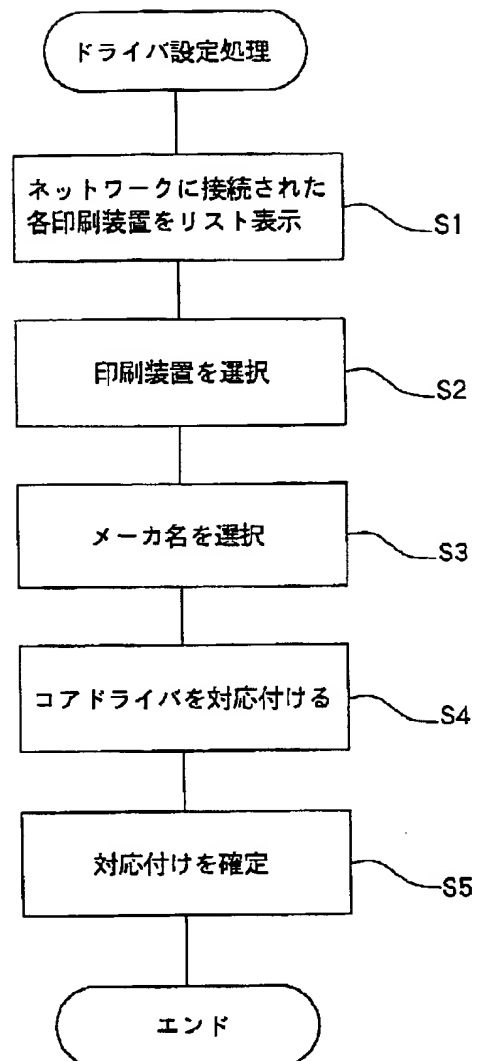 ドライバ設定処理
ネットワークに接続された
各印刷装置をリスト表示
S1
印刷装置を選択
S2
メーカ名を選択
S3
コアドライバを対応付ける
S4
対応付けを確定
S5
エンド